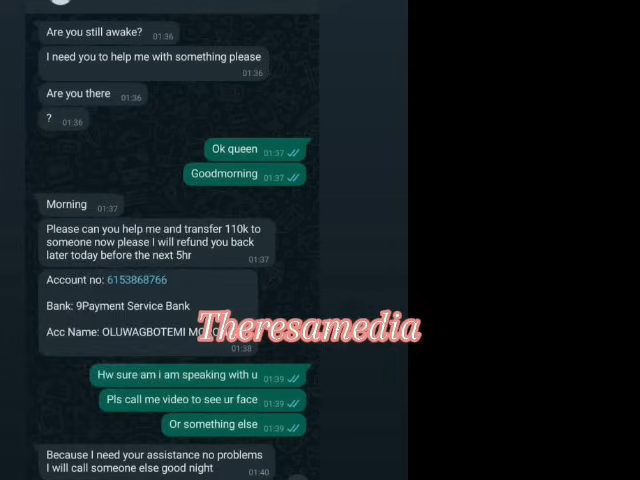 Are you still awake? 01:36
I need you to help me with something please
01:36
Are you there 01:36
? 01:36
Ok queen 01:37
Goodmorning 01:37
Morning 01:37
Please can you help me and transfer 110k to
someone now please I will refund you back
later today before the next 5hr 01:37
Account no: 6153868766
Bank: 9Payment Service Bank
Acc Name: OLUWAGBOTEMI
Theresamedia
01:38
Hw sure am i am speaking with u 01:39
Pls call me video to see ur face 01:39
Or something else 01:39
Because I need your assistance no problems
I will call someone else good night 01:40